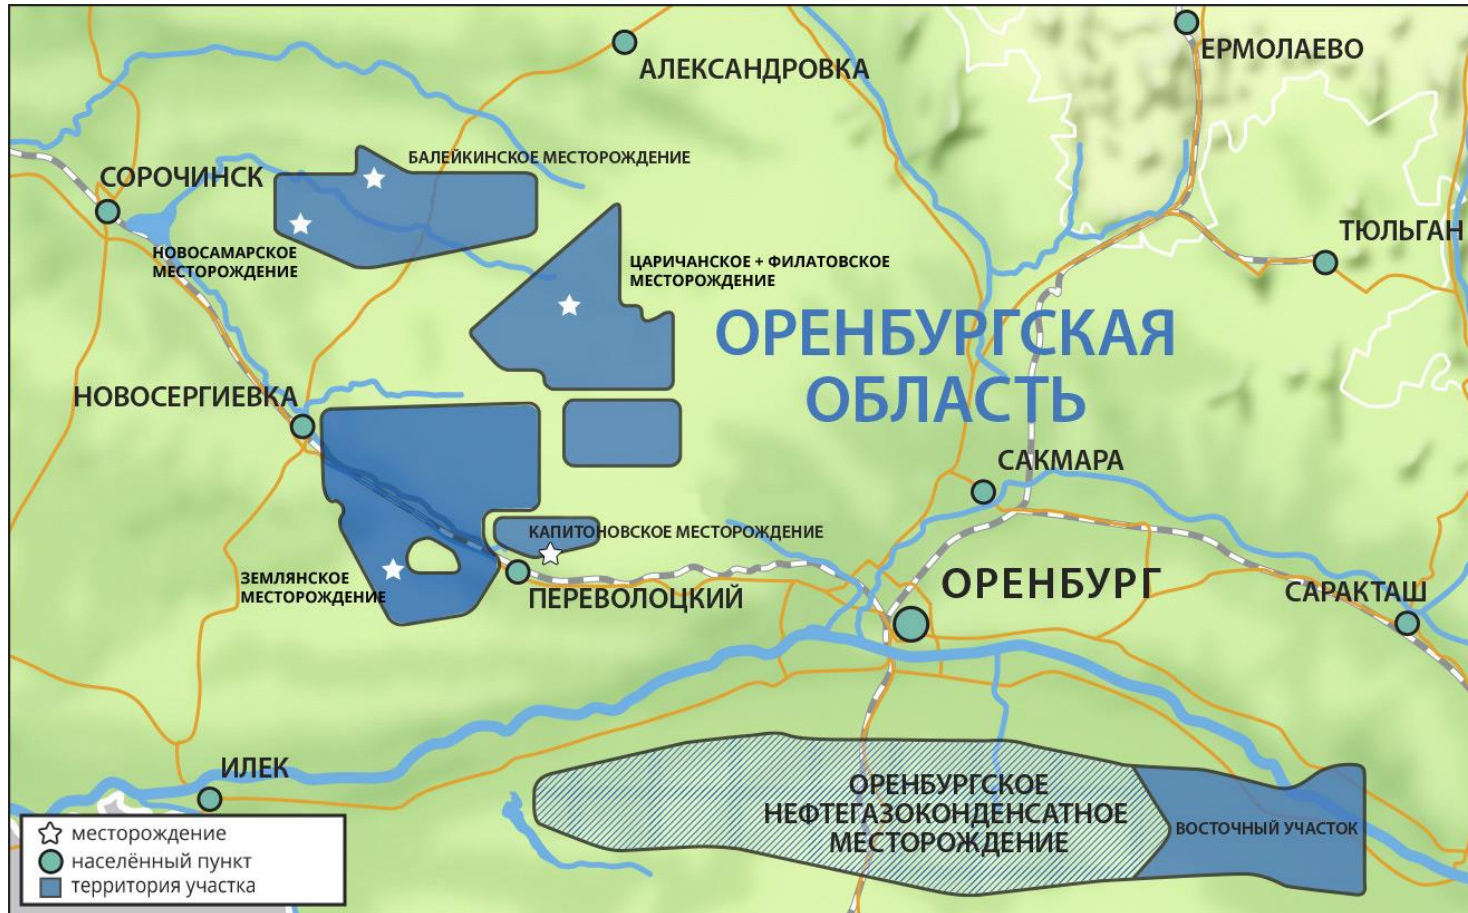 ЕРМОЛАЕВО
АЛЕКСАНДРОВКА
БАЛЕЙКИНСКОЕ МЕСТОРОЖДЕНИЕ
СОРОЧИНСК
ТЮЛЬГАН
НОВОСАМАРСКОЕ
МЕСТОРОЖДЕНИЕ
ЦАРИЧАНСКОЕ + ФИЛАТОВСКОЕ
МЕСТОРОЖДЕНИЕ
ОРЕНБУРГСКАЯ
ОБЛАСТЬ
НОВОСЕРГИЕВКА
САКМАРА
КАПИТОНОВСКОЕ МЕСТОРОЖДЕНИЕ
ЗЕМЛЯНСКОЕ
МЕСТОРОЖДЕНИЕ
ПЕРЕВОЛОЦКИЙ
ОРЕНБУРГ
САРАКТАШ
ИЛЕК
ОРЕНБУРГСКОЕ
НЕФТЕГАЗОКОНДЕНСАТНОЕ
МЕСТОРОЖДЕНИЕ
ВОСТОЧНЫЙ УЧАСТОК
месторождение
населённый пункт
территория участка